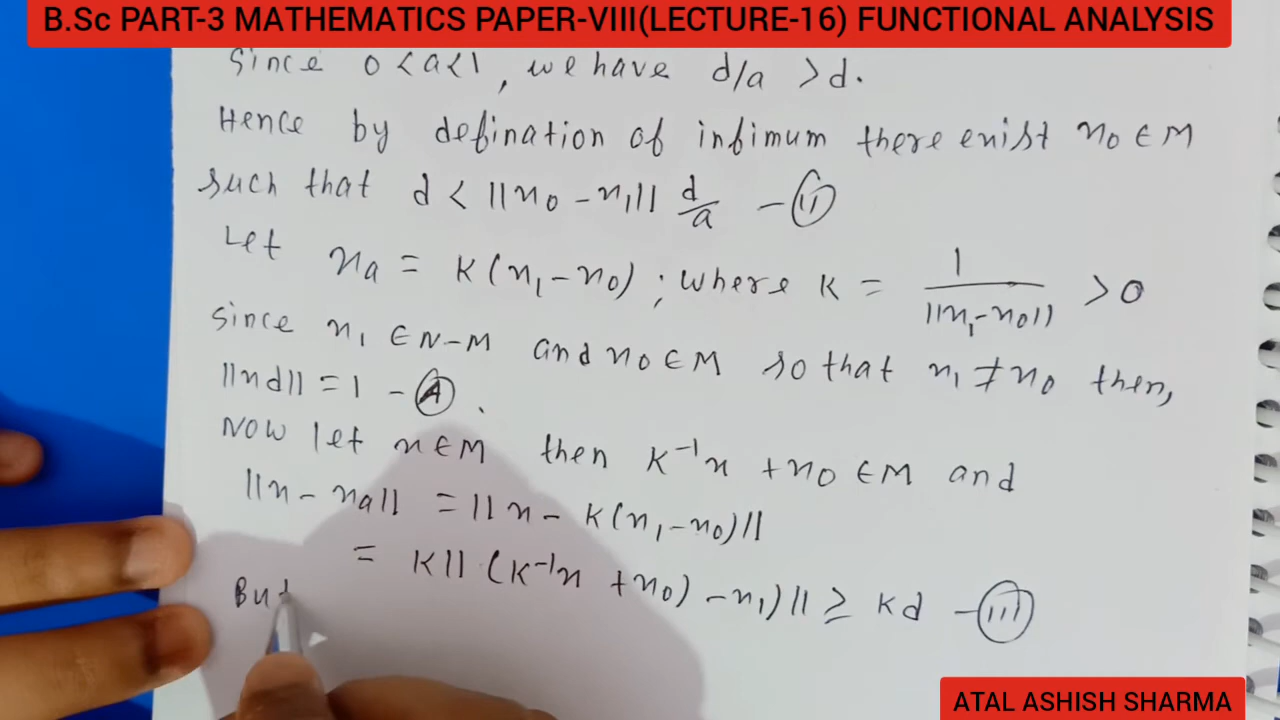 B.Sc PART-3 MATHEMATICS PAPER-VIII(LECTURE-16) FUNCTIONAL ANALYSIS
Since 0 < a < 1, we have d/a > d.
Hence by defination of infimum there exist x₀ ∈ M
such that d < ||x₀ - x₁|| d/a - (II)
Let xₐ = K(x₁ - x₀) ; where K = 1/||x₁ - x₀|| > 0
since x₁ ∈ N - M and x₀ ∈ M so that x₁ ≠ x₀ then,
||xd|| = 1 - (A).
Now let x ∈ M then K⁻¹x + x₀ ∈ M and
||x - xₐ|| = ||x - K(x₁ - x₀)||
= K||(K⁻¹x + x₀) - x₁)|| ≥ Kd - (III)
But
ATAL ASHISH SHARMA